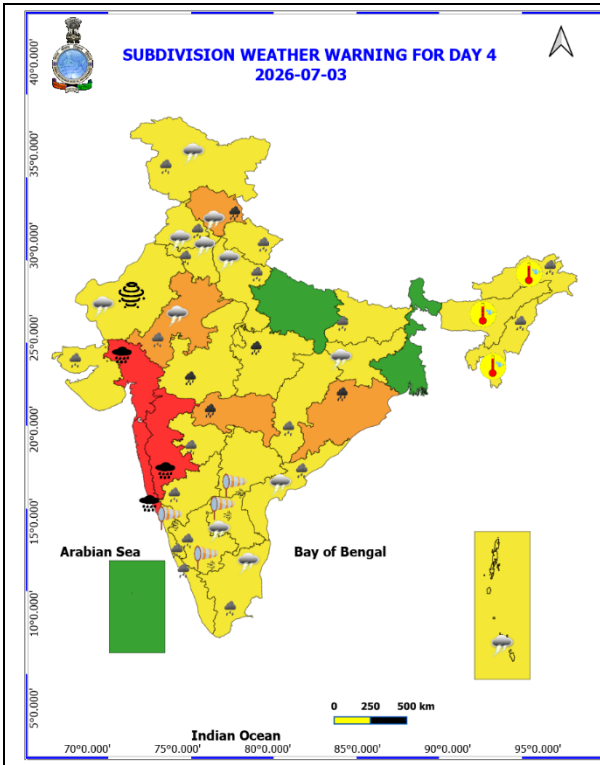 SUBDIVISION WEATHER WARNING FOR DAY 4
2026-07-03
40°0.000'
35°0.000'
30°0.000'
25°0.000'
20°0.000'
15°0.000'
10°0.000'
5°0.000'
Arabian Sea
Bay of Bengal
0 250 500 km
Indian Ocean
70°0.000' 75°0.000' 80°0.000' 85°0.000' 90°0.000' 95°0.000'